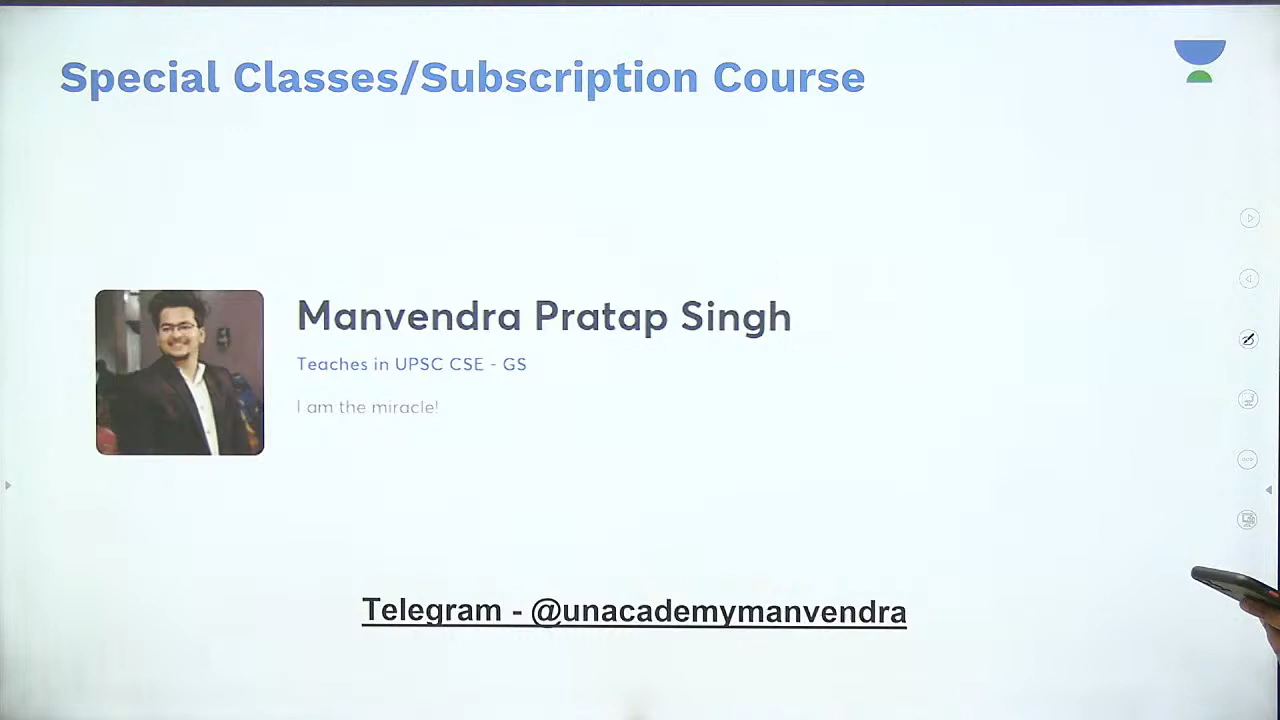 Special Classes/Subscription Course
Manvendra Pratap Singh
Teaches in UPSC CSE - GS
I am the miracle!
Telegram - @unacademymanvendra